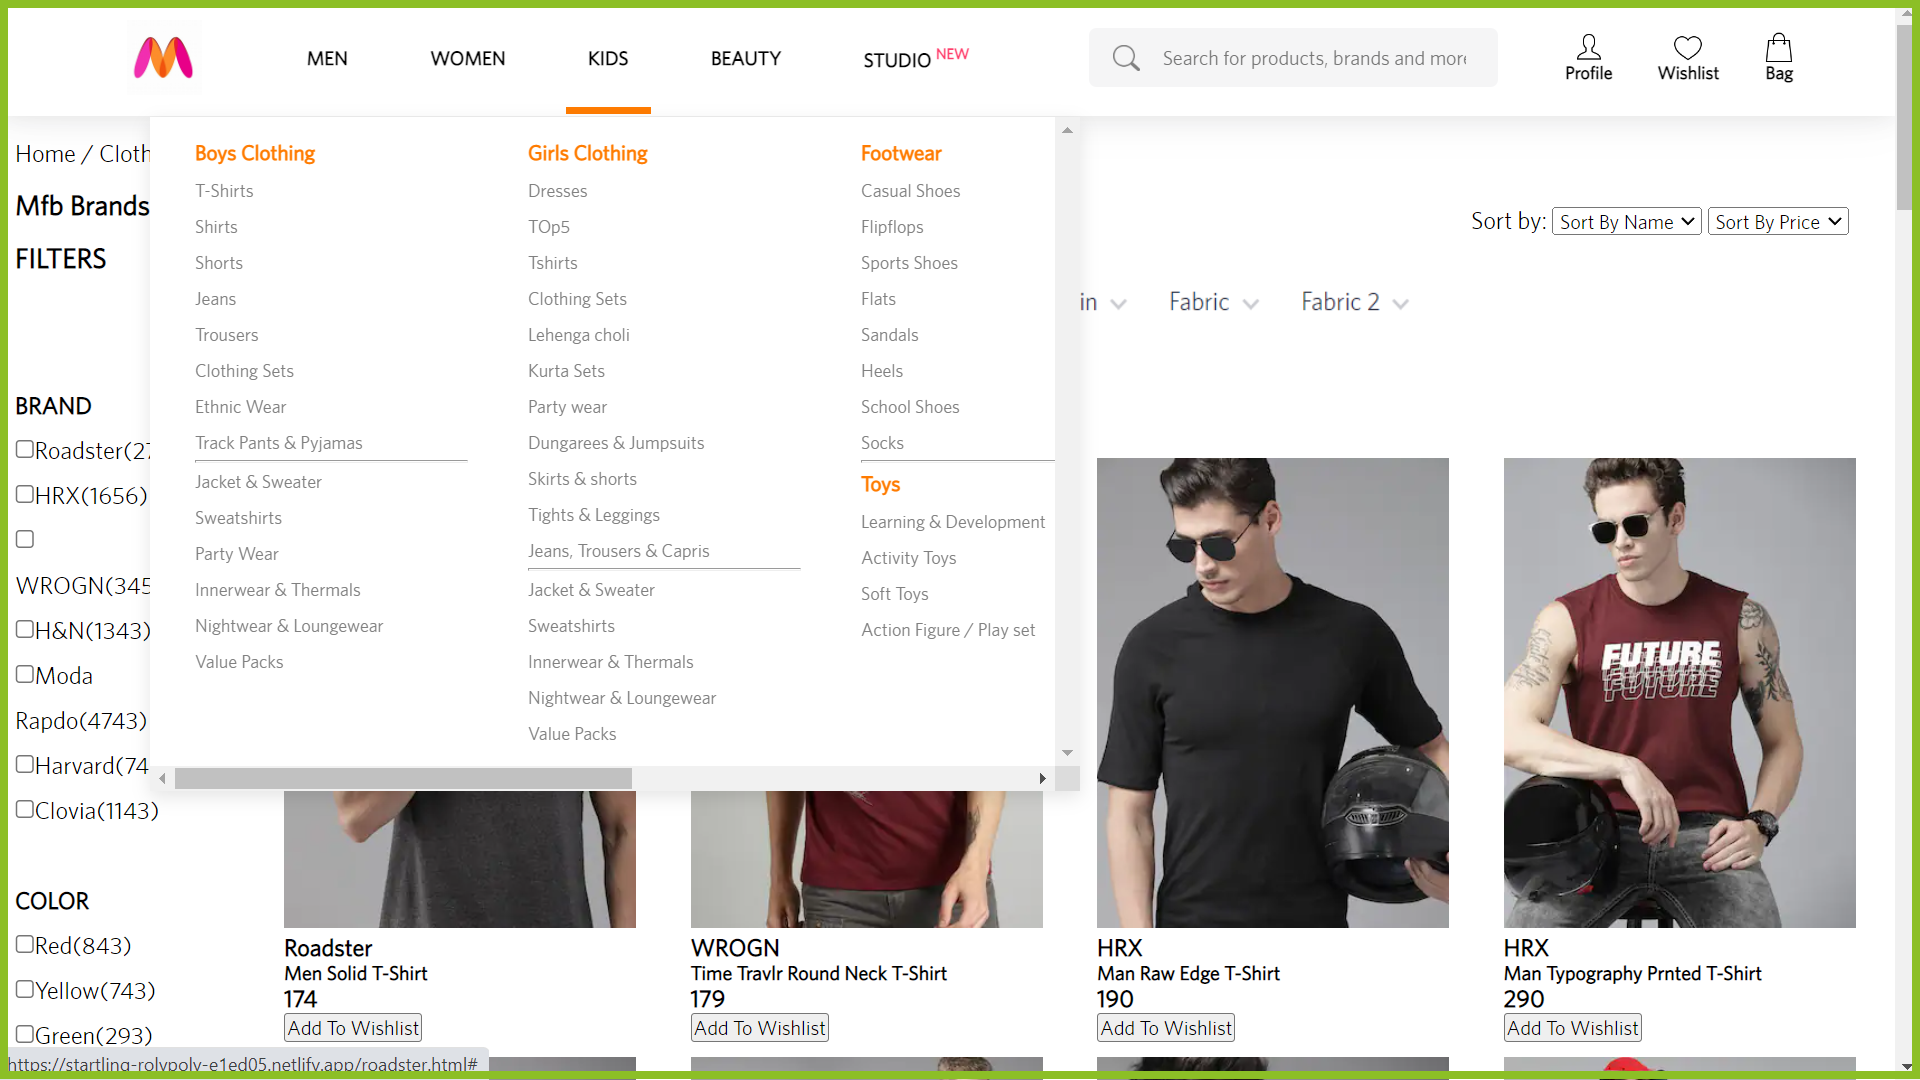 MEN
WOMEN
KIDS
BEAUTY
STUDIO NEW
Search for products, brands and more
Profile
Wishlist
Bag
Home / Cloth
Mfb Brands
FILTERS
Sort by: Sort By Name Sort By Price
in
Fabric
Fabric 2
BRAND
Roadster(27
HRX(1656)
WROGN(345
H&N(1343)
Moda
Rapdo(4743)
Harvard(74
Clovia(1143)
COLOR
Red(843)
Yellow(743)
Green(293)
Boys Clothing
T-Shirts
Shirts
Shorts
Jeans
Trousers
Clothing Sets
Ethnic Wear
Track Pants & Pyjamas
Jacket & Sweater
Sweatshirts
Party Wear
Innerwear & Thermals
Nightwear & Loungewear
Value Packs
Girls Clothing
Dresses
TOp5
Tshirts
Clothing Sets
Lehenga choli
Kurta Sets
Party wear
Dungarees & Jumpsuits
Skirts & shorts
Tights & Leggings
Jeans, Trousers & Capris
Jacket & Sweater
Sweatshirts
Innerwear & Thermals
Nightwear & Loungewear
Value Packs
Footwear
Casual Shoes
Flipflops
Sports Shoes
Flats
Sandals
Heels
School Shoes
Socks
Toys
Learning & Development
Activity Toys
Soft Toys
Action Figure / Play set
FUTURE
FUTURE
FUTURE
Roadster
Men Solid T-Shirt
174
Add To Wishlist
WROGN
Time Travlr Round Neck T-Shirt
179
Add To Wishlist
HRX
Man Raw Edge T-Shirt
190
Add To Wishlist
HRX
Man Typography Prnted T-Shirt
290
Add To Wishlist
https://startling-rolypoly-e1ed05.netlify.app/roadster.html#